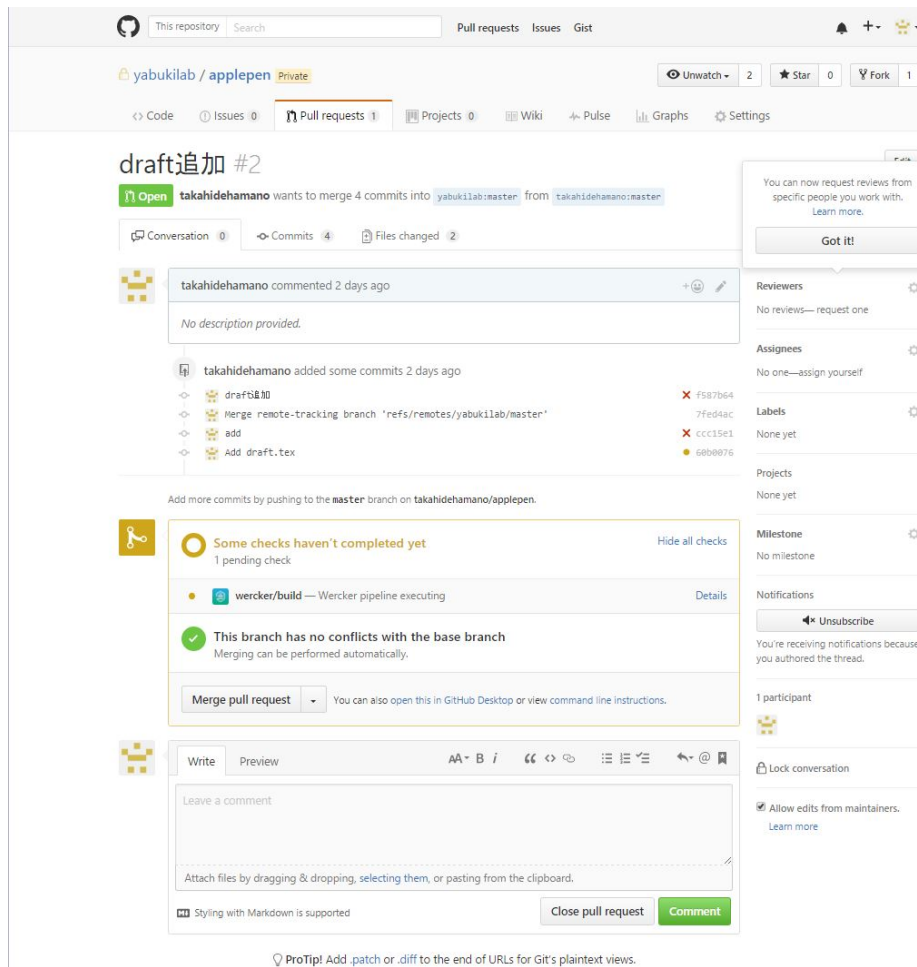 This repository Search Pull requests Issues Gist
yabukilab / applepen Private Unwatch 2 Star 0 Fork 1
Code Issues 0 Pull requests 1 Projects 0 Wiki Pulse Graphs Settings
draft追加 #2
Open takahidehamano wants to merge 4 commits into yabukilab:master from takahidehamano:master
You can now request reviews from
specific people you work with.
Learn more.
Got it!
Conversation 0 Commits 4 Files changed 2
takahidehamano commented 2 days ago
No description provided.
takahidehamano added some commits 2 days ago
draft追加 f587b64
Merge remote-tracking branch 'refs/remotes/yabukilab/master' 7fed4ac
add ccc15e1
Add draft.tex 60b0076
Add more commits by pushing to the master branch on takahidehamano/applepen.
Some checks haven't completed yet Hide all checks
1 pending check
wercker/build — Wercker pipeline executing Details
This branch has no conflicts with the base branch
Merging can be performed automatically.
Merge pull request You can also open this in GitHub Desktop or view command line instructions.
Write Preview AA B i
Leave a comment
Attach files by dragging & dropping, selecting them, or pasting from the clipboard.
Styling with Markdown is supported Close pull request Comment
ProTip! Add .patch or .diff to the end of URLs for Git's plaintext views.
Reviewers
No reviews— request one
Assignees
No one—assign yourself
Labels
None yet
Projects
None yet
Milestone
No milestone
Notifications
Unsubscribe
You're receiving notifications because
you authored the thread.
1 participant
Lock conversation
Allow edits from maintainers.
Learn more